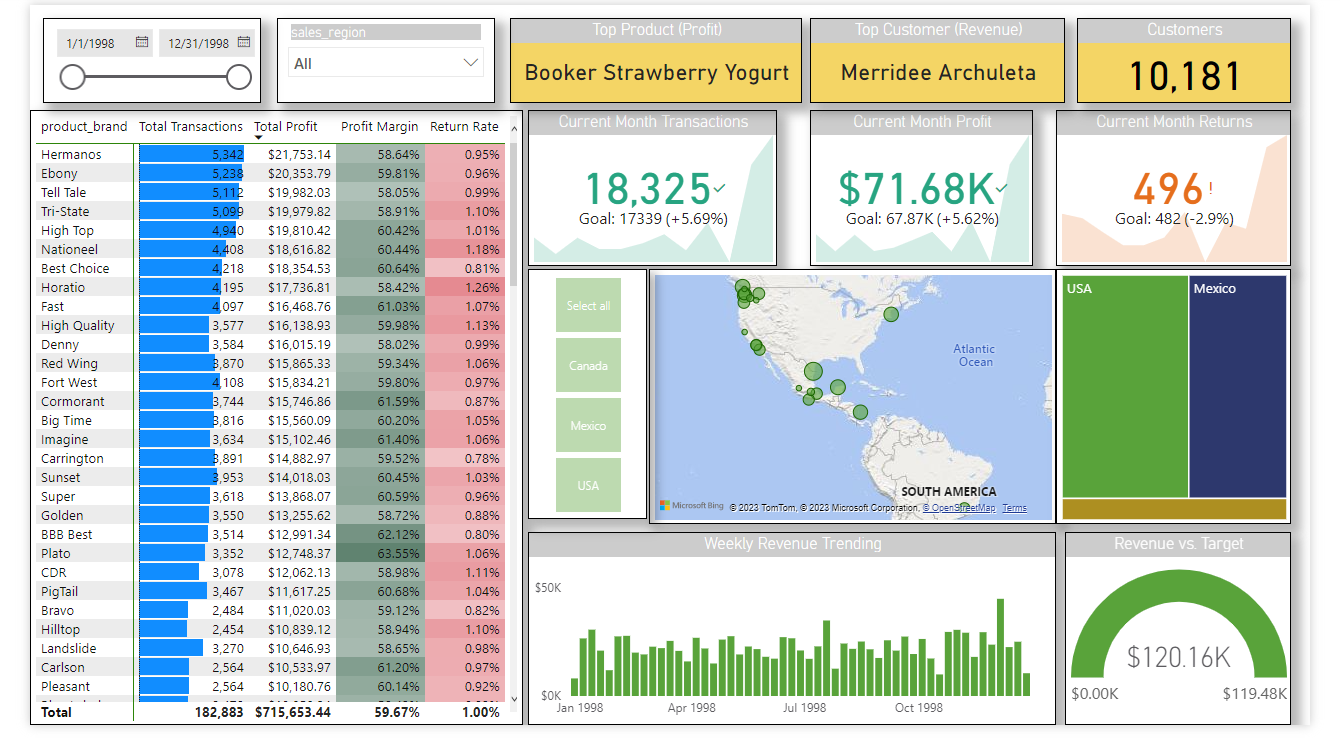 1/1/1998
12/31/1998
sales_region
All
Top Product (Profit)
Booker Strawberry Yogurt
Top Customer (Revenue)
Merridee Archuleta
Customers
10,181
product_brand Total Transactions Total Profit Profit Margin Return Rate
Hermanos 5,342 $21,753.14 58.64% 0.95%
Ebony 5,238 $20,353.79 59.81% 0.96%
Tell Tale 5,112 $19,982.03 58.05% 0.99%
Tri-State 5,099 $19,979.82 58.91% 1.10%
High Top 4,940 $19,810.42 60.42% 1.01%
Nationeel 4,408 $18,616.82 60.44% 1.18%
Best Choice 4,218 $18,354.53 60.64% 0.81%
Horatio 4,195 $17,736.81 58.42% 1.26%
Fast 4,097 $16,468.76 61.03% 1.07%
High Quality 3,577 $16,138.93 59.98% 1.13%
Denny 3,584 $16,015.19 58.02% 0.99%
Red Wing 3,870 $15,865.33 59.34% 1.06%
Fort West 4,108 $15,834.21 59.80% 0.97%
Cormorant 3,744 $15,746.86 61.59% 0.87%
Big Time 3,816 $15,560.09 60.20% 1.05%
Imagine 3,634 $15,102.46 61.40% 1.06%
Carrington 3,891 $14,882.97 59.52% 0.78%
Sunset 3,953 $14,018.03 60.45% 1.03%
Super 3,618 $13,868.07 60.59% 0.96%
Golden 3,550 $13,255.62 58.72% 0.88%
BBB Best 3,514 $12,991.34 62.12% 0.80%
Plato 3,352 $12,748.37 63.55% 1.06%
CDR 3,078 $12,062.13 58.98% 1.11%
PigTail 3,467 $11,617.25 60.68% 1.04%
Bravo 2,484 $11,020.03 59.12% 0.82%
Hilltop 2,454 $10,839.12 58.94% 1.10%
Landslide 3,270 $10,646.93 58.65% 0.98%
Carlson 2,564 $10,533.97 61.20% 0.97%
Pleasant 2,564 $10,180.76 60.14% 0.92%
Total 182,883 $715,653.44 59.67% 1.00%
Current Month Transactions
18,325
Goal: 17339 (+5.69%)
Current Month Profit
$71.68K
Goal: 67.87K (+5.62%)
Current Month Returns
496 !
Goal: 482 (-2.9%)
Select all
Canada
Mexico
USA
Atlantic
Ocean
SOUTH AMERICA
Microsoft Bing
© 2023 TomTom, © 2023 Microsoft Corporation, © OpenStreetMap Terms
USA
Mexico
Weekly Revenue Trending
$50K
$0K
Jan 1998
Apr 1998
Jul 1998
Oct 1998
Revenue vs. Target
$120.16K
$0.00K
$119.48K